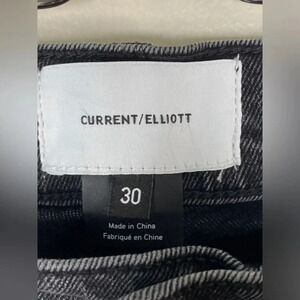 CURRENT/ELLIOTT
30
Made in China
Fabriqué en Chine